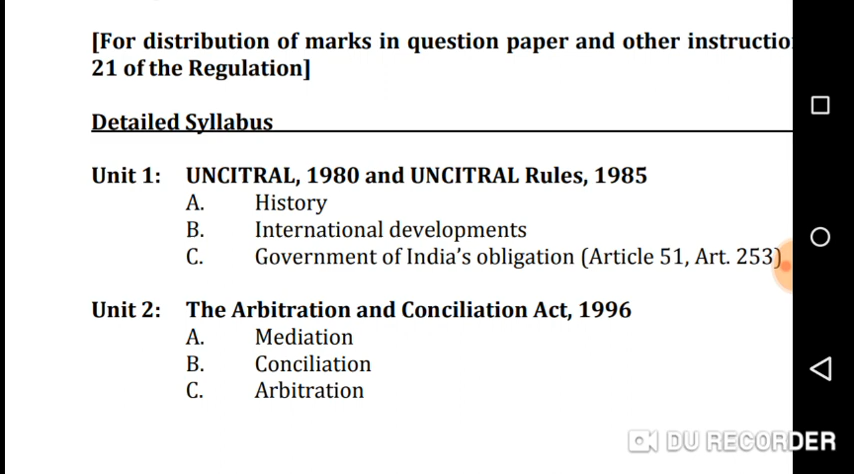 [For distribution of marks in question paper and other instructio
21 of the Regulation]
Detailed Syllabus
Unit 1: UNCITRAL, 1980 and UNCITRAL Rules, 1985
A. History
B. International developments
C. Government of India's obligation (Article 51, Art. 253)
Unit 2: The Arbitration and Conciliation Act, 1996
A. Mediation
B. Conciliation
C. Arbitration
DU RECORDER